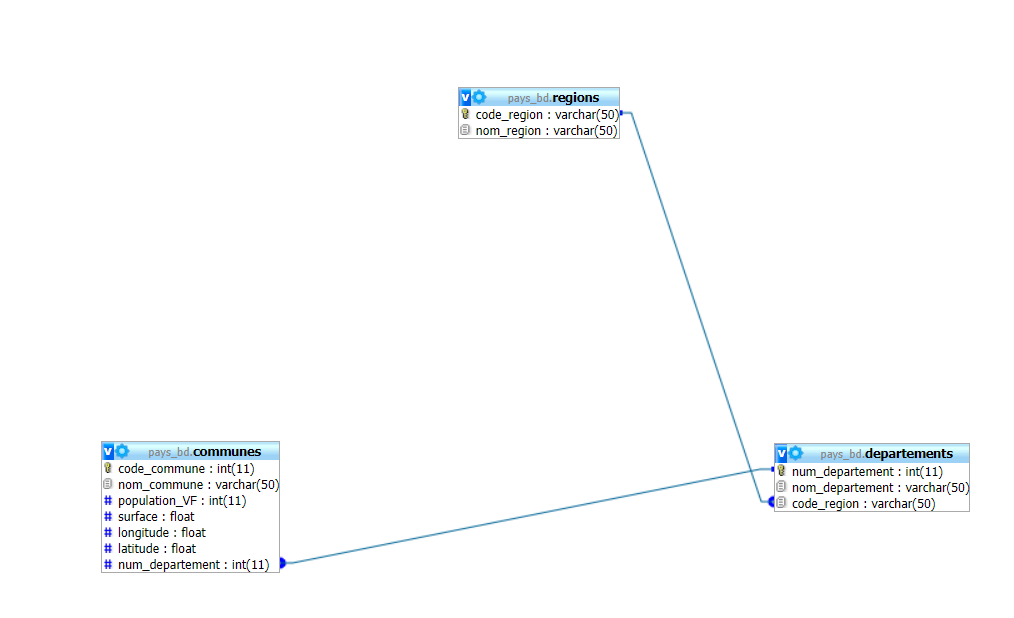 pays_bd.regions
code_region : varchar(50)
nom_region : varchar(50)
pays_bd.communes
code_commune : int(11)
nom_commune : varchar(50)
population_VF : int(11)
surface : float
longitude : float
latitude : float
num_departement : int(11)
pays_bd.departements
num_departement : int(11)
nom_departement : varchar(50)
code_region : varchar(50)